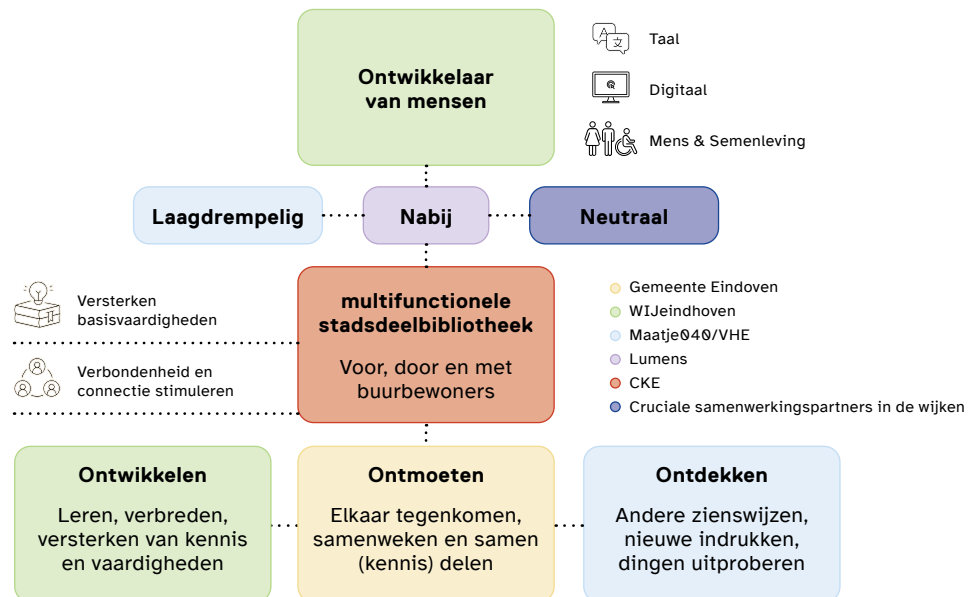 Ontwikkelaar
van mensen
Taal
Digitaal
Mens & Semenleving
Laagdrempelig
Nabij
Neutraal
Versterken
basisvaardigheden
Verbondenheid en
connectie stimuleren
multifunctionele
stadsdeelbibliotheek
Voor, door en met
buurbewoners
Gemeente Eindoven
WIJeindhoven
Maatje040/VHE
Lumens
CKE
Cruciale samenwerkingspartners in de wijken
Ontwikkelen
Leren, verbreden,
versterken van kennis
en vaardigheden
Ontmoeten
Elkaar tegenkomen,
samenweken en samen
(kennis) delen
Ontdekken
Andere zienswijzen,
nieuwe indrukken,
dingen uitproberen